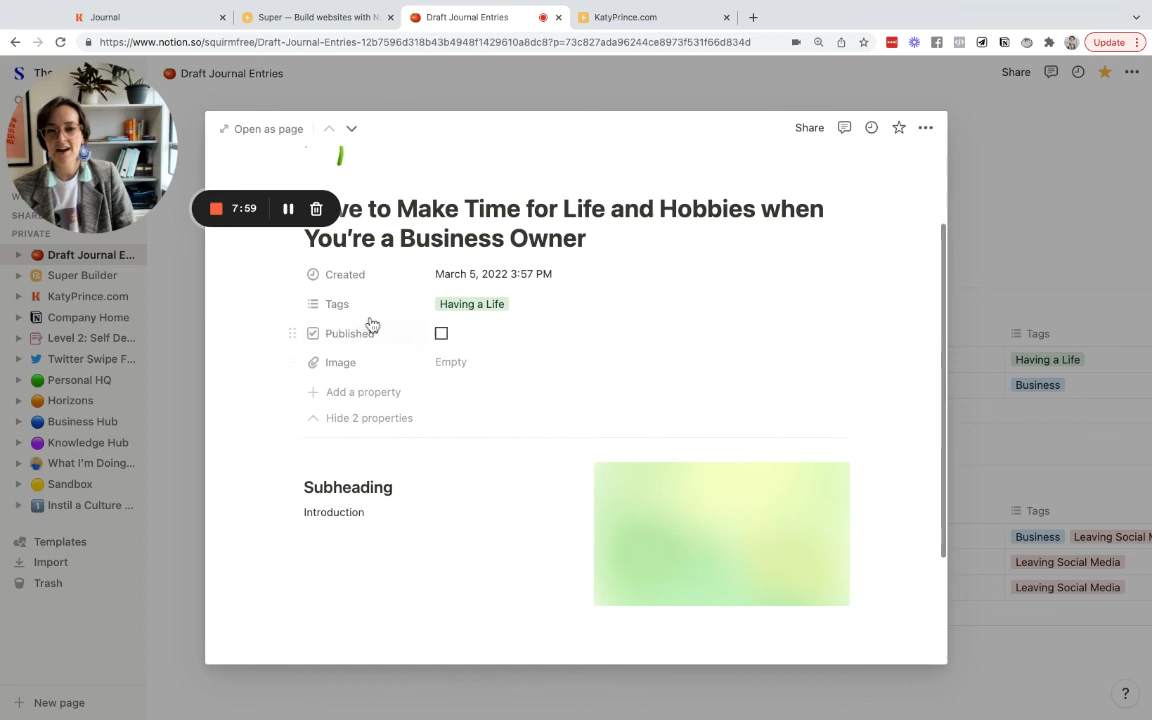 Journal
Super — Build websites with N
Draft Journal Entries
KatyPrince.com
https://www.notion.so/squirmfree/Draft-Journal-Entries-12b7596d318b43b4948f1429610a8dc8?p=73c827ada96244ce8973f531f66d834d
Update
The
Draft Journal Entries
Share
PRIVATE
Draft Journal E...
Super Builder
KatyPrince.com
Company Home
Level 2: Self De...
Twitter Swipe F...
Personal HQ
Horizons
Business Hub
Knowledge Hub
What I'm Doing...
Sandbox
Instil a Culture ...
Templates
Import
Trash
New page
Open as page
Share
7:59
ve to Make Time for Life and Hobbies when
You're a Business Owner
Created March 5, 2022 3:57 PM
Tags Having a Life
Published
Image Empty
Add a property
Hide 2 properties
Subheading
Introduction
Tags
Having a Life
Business
Tags
Business Leaving Social M
Leaving Social Media
Leaving Social Media
?